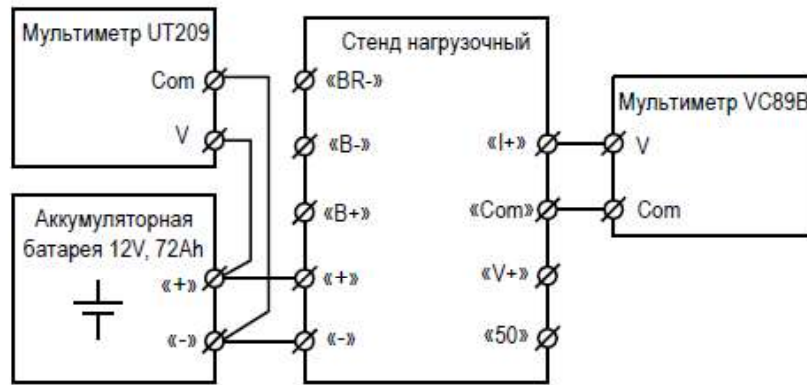 Мультиметр UT209
Com
V
Аккумуляторная
батарея 12V, 72Ah
«+»
«-»
Стенд нагрузочный
«BR-»
«B-»
«B+»
«+»
«-»
«I+»
«Com»
«V+»
«50»
Мультиметр VC89B
V
Com